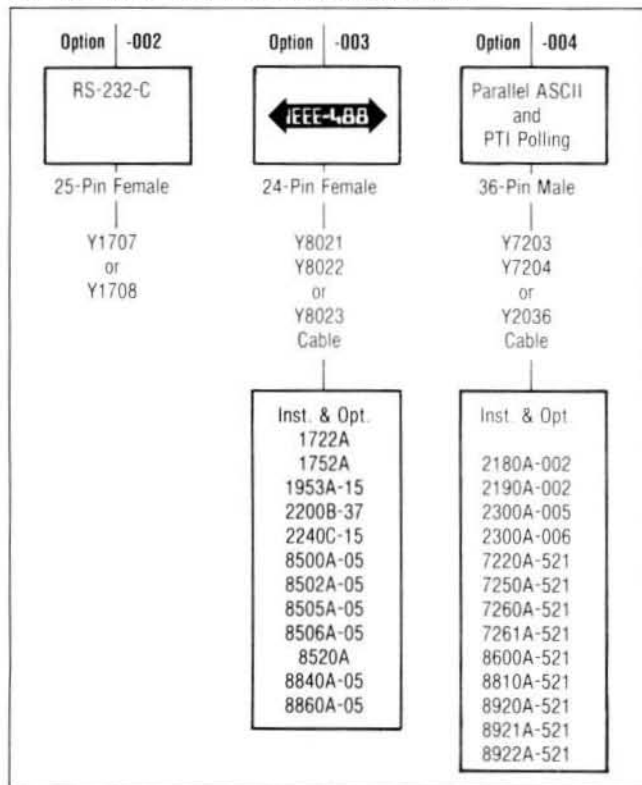 Option -002
RS-232-C
25-Pin Female
Y1707
or
Y1708
Option -003
IEEE-488
24-Pin Female
Y8021
Y8022
or
Y8023
Cable
Inst. & Opt.
1722A
1752A
1953A-15
2200B-37
2240C-15
8500A-05
8502A-05
8505A-05
8506A-05
8520A
8840A-05
8860A-05
Option -004
Parallel ASCII
and
PTI Polling
36-Pin Male
Y7203
Y7204
or
Y2036
Cable
Inst. & Opt.
2180A-002
2190A-002
2300A-005
2300A-006
7220A-521
7250A-521
7260A-521
7261A-521
8600A-521
8810A-521
8920A-521
8921A-521
8922A-521